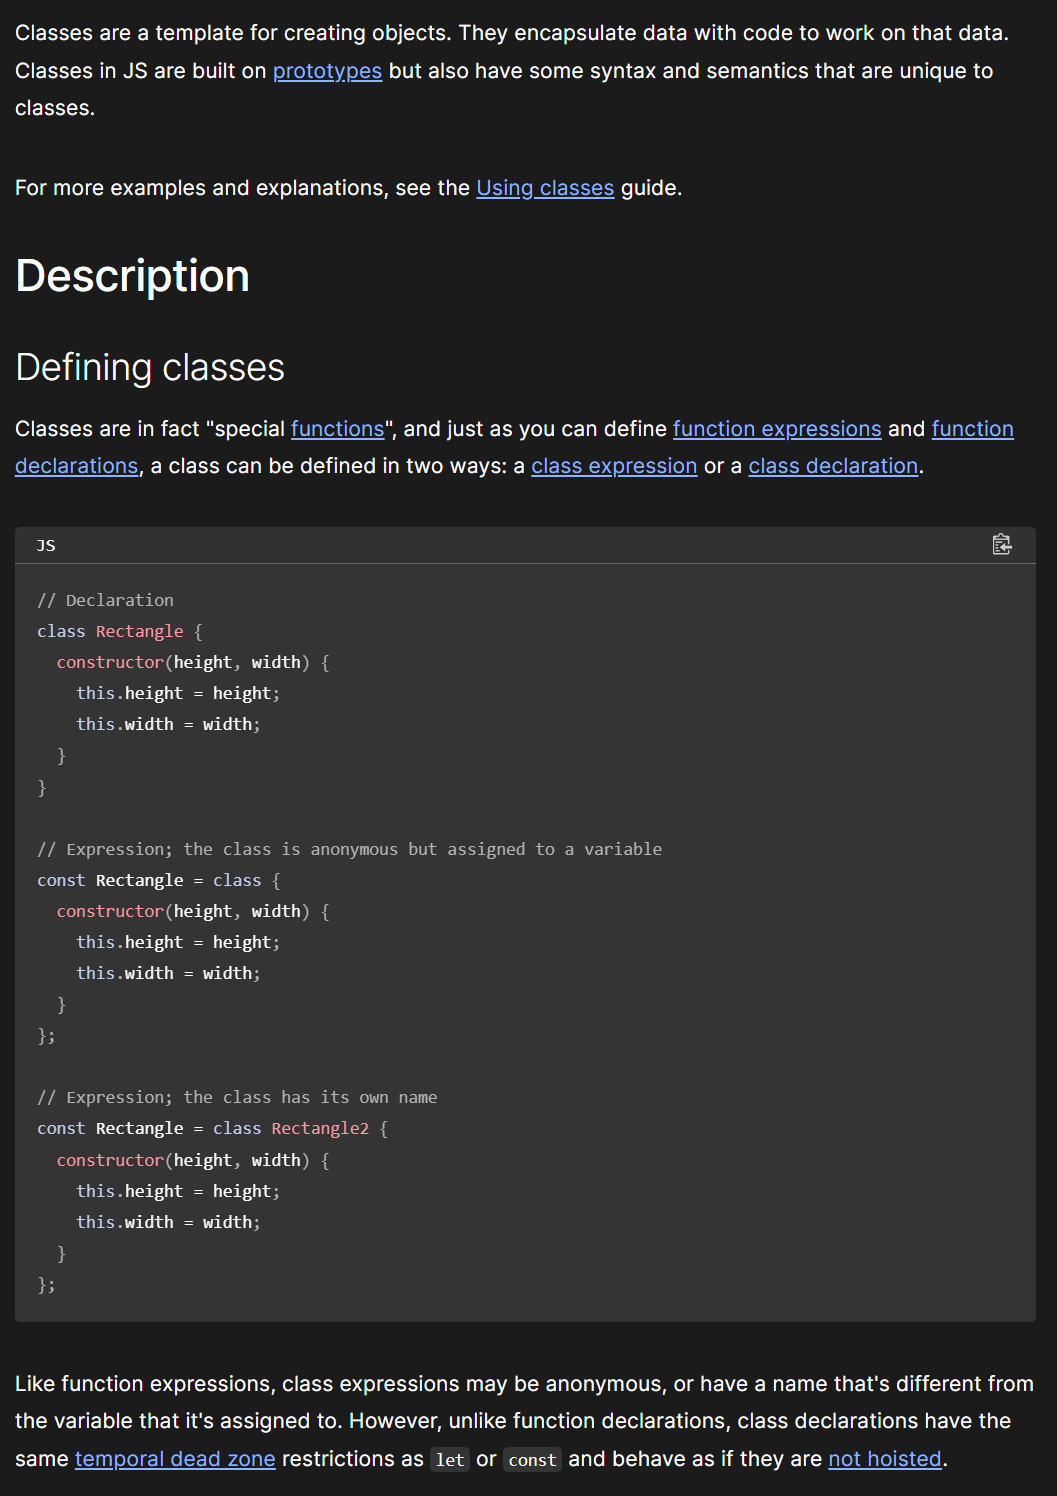 Classes are a template for creating objects. They encapsulate data with code to work on that data.
Classes in JS are built on prototypes but also have some syntax and semantics that are unique to
classes.
For more examples and explanations, see the Using classes guide.
Description
Defining classes
Classes are in fact "special functions", and just as you can define function expressions and function
declarations, a class can be defined in two ways: a class expression or a class declaration.
JS
// Declaration
class Rectangle {
  constructor(height, width) {
    this.height = height;
    this.width = width;
  }
}
// Expression; the class is anonymous but assigned to a variable
const Rectangle = class {
  constructor(height, width) {
    this.height = height;
    this.width = width;
  }
};
// Expression; the class has its own name
const Rectangle = class Rectangle2 {
  constructor(height, width) {
    this.height = height;
    this.width = width;
  }
};
Like function expressions, class expressions may be anonymous, or have a name that's different from
the variable that it's assigned to. However, unlike function declarations, class declarations have the
same temporal dead zone restrictions as let or const and behave as if they are not hoisted.